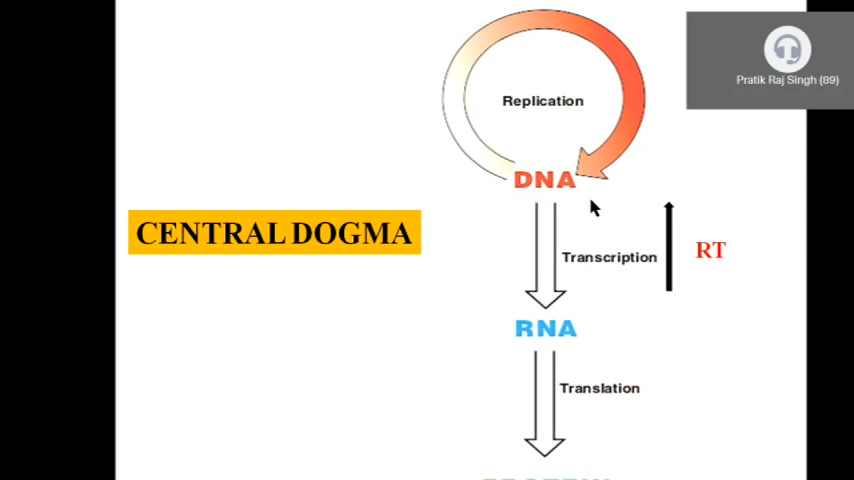 Replication
Pratik Raj Singh (89)
DNA
CENTRAL DOGMA
Transcription
RT
RNA
Translation